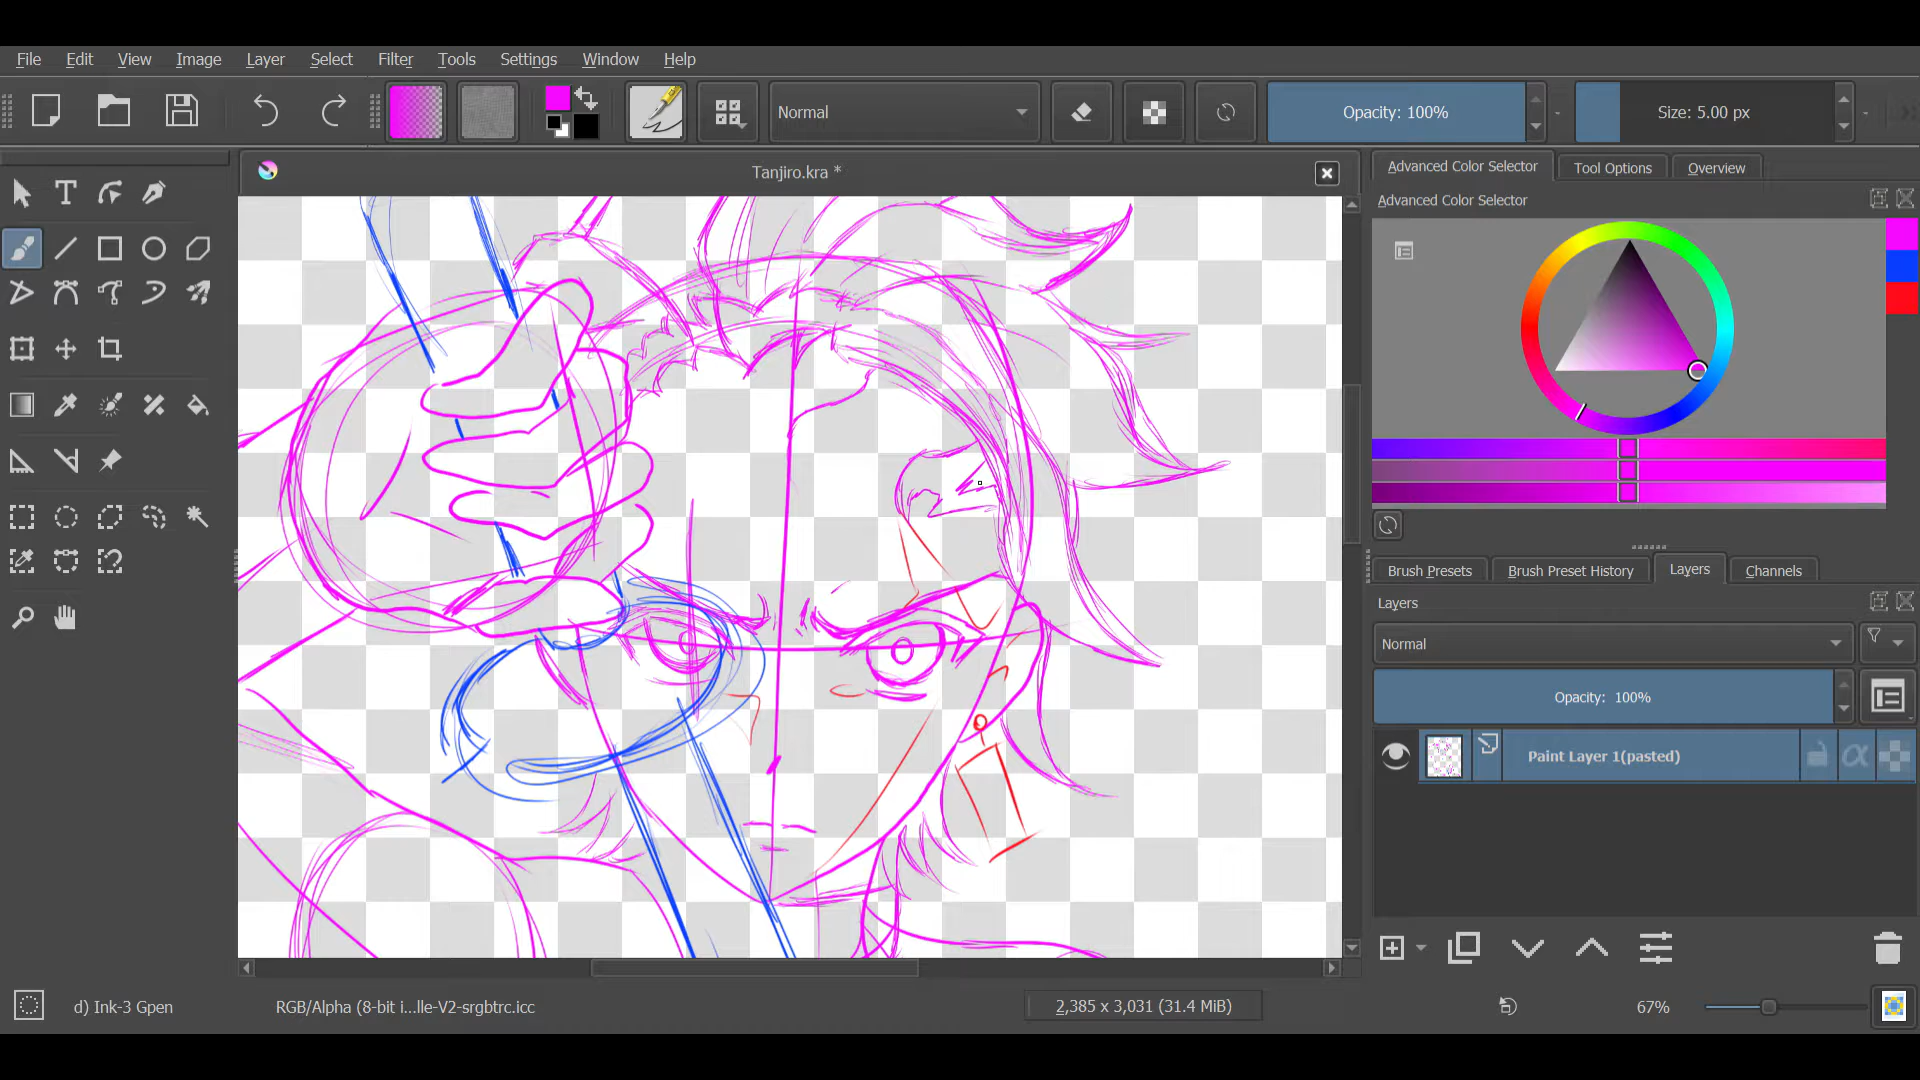 File Edit View Image Layer Select Filter Tools Settings Window Help
Normal
Opacity: 100%
Size: 5.00 px
Tanjiro.kra *
Advanced Color Selector Tool Options Overview
Advanced Color Selector
Brush Presets Brush Preset History Layers Channels
Layers
Normal
Opacity: 100%
Paint Layer 1(pasted)
d) Ink-3 Gpen
RGB/Alpha (8-bit i...lle-V2-srgbtrc.icc
2,385 x 3,031 (31.4 MiB)
67%